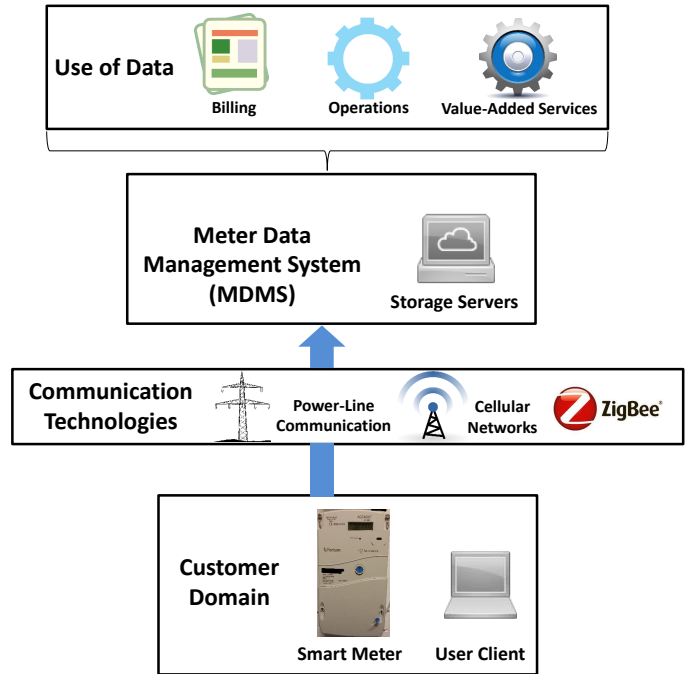 Use of Data
Billing
Operations
Value-Added Services
Meter Data
Management System
(MDMS)
Storage Servers
Communication
Technologies
Power-Line
Communication
Cellular
Networks
ZigBee®
Customer
Domain
Smart Meter
User Client